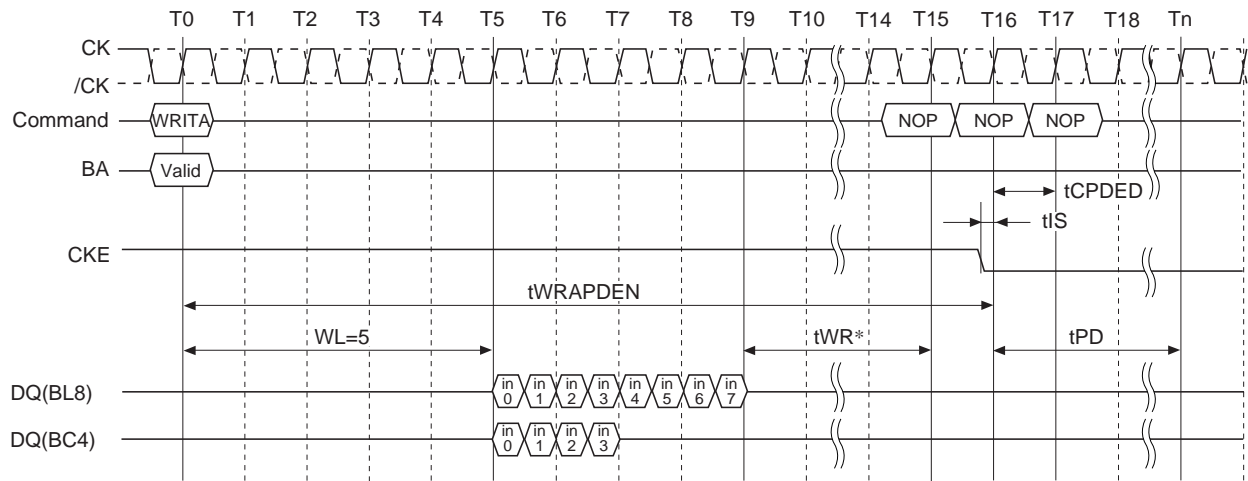 T0 T1 T2 T3 T4 T5 T6 T7 T8 T9 T10 T14 T15 T16 T17 T18 Tn
CK
/CK
Command WRITA NOP NOP NOP
BA Valid
tCPDED
tIS
CKE
tWRAPDEN
WL=5 tWR* tPD
DQ(BL8) in 0 in 1 in 2 in 3 in 4 in 5 in 6 in 7
DQ(BC4) in 0 in 1 in 2 in 3